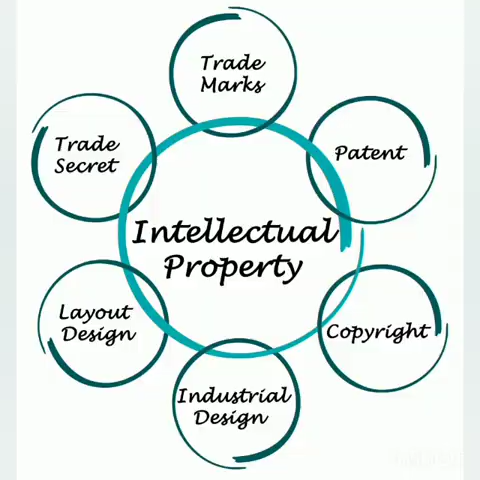 Trade
Marks
Trade
Secret
Patent
Intellectual
Property
Layout
Design
Copyright
Industrial
Design